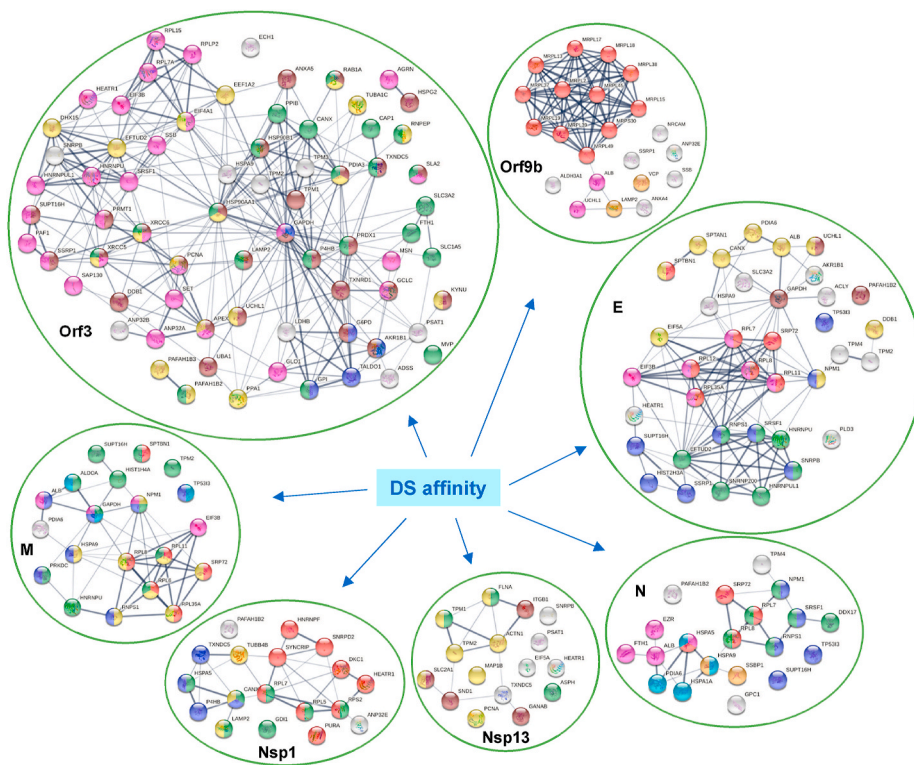 RPL15
RPLP2
ECH1
RPL7A
ANXA5
RAB1A
AGRN
HEATR1
EIF3B
EEF1A2
PPIB
TUBA1C
HSPG2
DHX15
EIF4A1
CANX
CAP1
RNPEP
EFTUD2
SSB
HSP90B1
SNRPB
HSPA9
TPM3
PDIA3
TXNDC5
HNRNPU
TPM2
SLA2
HNRNPUL1
SRSF1
TPM1
SUPT16H
PRMT1
HSP90AA1
SLC3A2
PAF1
XRCC6
GAPDH
FTH1
SSRP1
XRCC5
LAMP2
P4HB
PRDX1
MSN
SLC1A5
PCNA
SAP130
TXNRD1
GCLC
DDB1
SET
KYNU
Orf3
ANP32B
ANP32A
APEX
UCHL1
LDHB
G6PD
PSAT1
AKR1B1
MVP
UBA1
GLO1
TALDO1
ADSS
PAFAH1B3
PAFAH1B2
PPA1
GPI
MRPL17
MRPL18
MRPL13
MRPL38
MRPL15
MRPS30
MRPL39
MRPL49
NRCAM
Orf9b
SSRP1
ANP32E
ALDH3A1
ALB
VCP
SSB
UCHL1
LAMP2
ANXA4
PDIA6
SPTAN1
ALB
UCHL1
CANX
SPTBN1
AKR1B1
SLC3A2
E
ACLY
HSPA9
GAPDH
PAFAH1B2
TP53I3
EIF5A
RPL7
SRP72
DDB1
TPM4
RPL8
TPM2
EIF3B
RPL11
NPM1
RPL35A
HEATR1
RNPS1
SRSF1
PLD3
HNRNPU
SUPT16H
EFTUD2
SNRPB
HIST2H3A
SSRP1
SNRNP200
HNRNPUL1
DS affinity
SUPT16H
SPTBN1
TPM2
ALDOA
HIST1H4A
ALB
NPM1
TP53I3
GAPDH
M
EIF3B
PDIA6
HSPA9
RPL11
SRP72
PRKDC
RPL35A
HNRNPU
RNPS1
PAFAH1B2
HNRNPF
SNRPD2
TXNDC5
TUBB4B
SYNCRIP
DKC1
HSPA5
RPL7
HEATR1
CANX
P4HB
RPL5
RPS2
LAMP2
GDI1
PURA
ANP32E
Nsp1
FLNA
TPM1
ITGB1
SNRPB
ACTN1
TPM2
PSAT1
EIF5A
HEATR1
SLC2A1
MAP1B
TXNDC5
ASPH
SND1
PCNA
Nsp13
TPM4
N
PAFAH1B2
SRP72
NPM1
RPL7
SRSF1
DDX17
EZR
HSPA5
RPL8
RNPS1
FTH1
TP53I3
ALB
HSPA9
SSBP1
PDIA6
HSPA1A
SUPT16H
GPC1